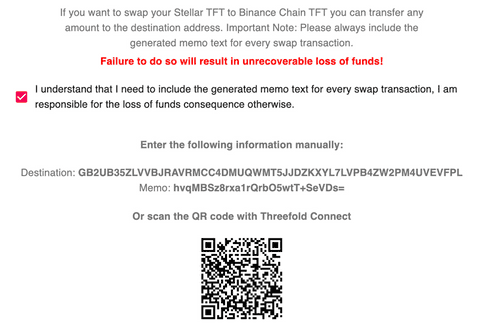 If you want to swap your Stellar TFT to Binance Chain TFT you can transfer any
amount to the destination address. Important Note: Please always include the
generated memo text for every swap transaction.
Failure to do so will result in unrecoverable loss of funds!
I understand that I need to include the generated memo text for every swap transaction, I am
responsible for the loss of funds consequence otherwise.
Enter the following information manually:
Destination: GB2UB35ZLVVBJRAVRMCC4DMUQWMT5JJDZKXYL7LVPB4ZW2PM4UVEVFPL
Memo: hvqMBSz8rxa1rQrbO5wtT+SeVDs=
Or scan the QR code with Threefold Connect